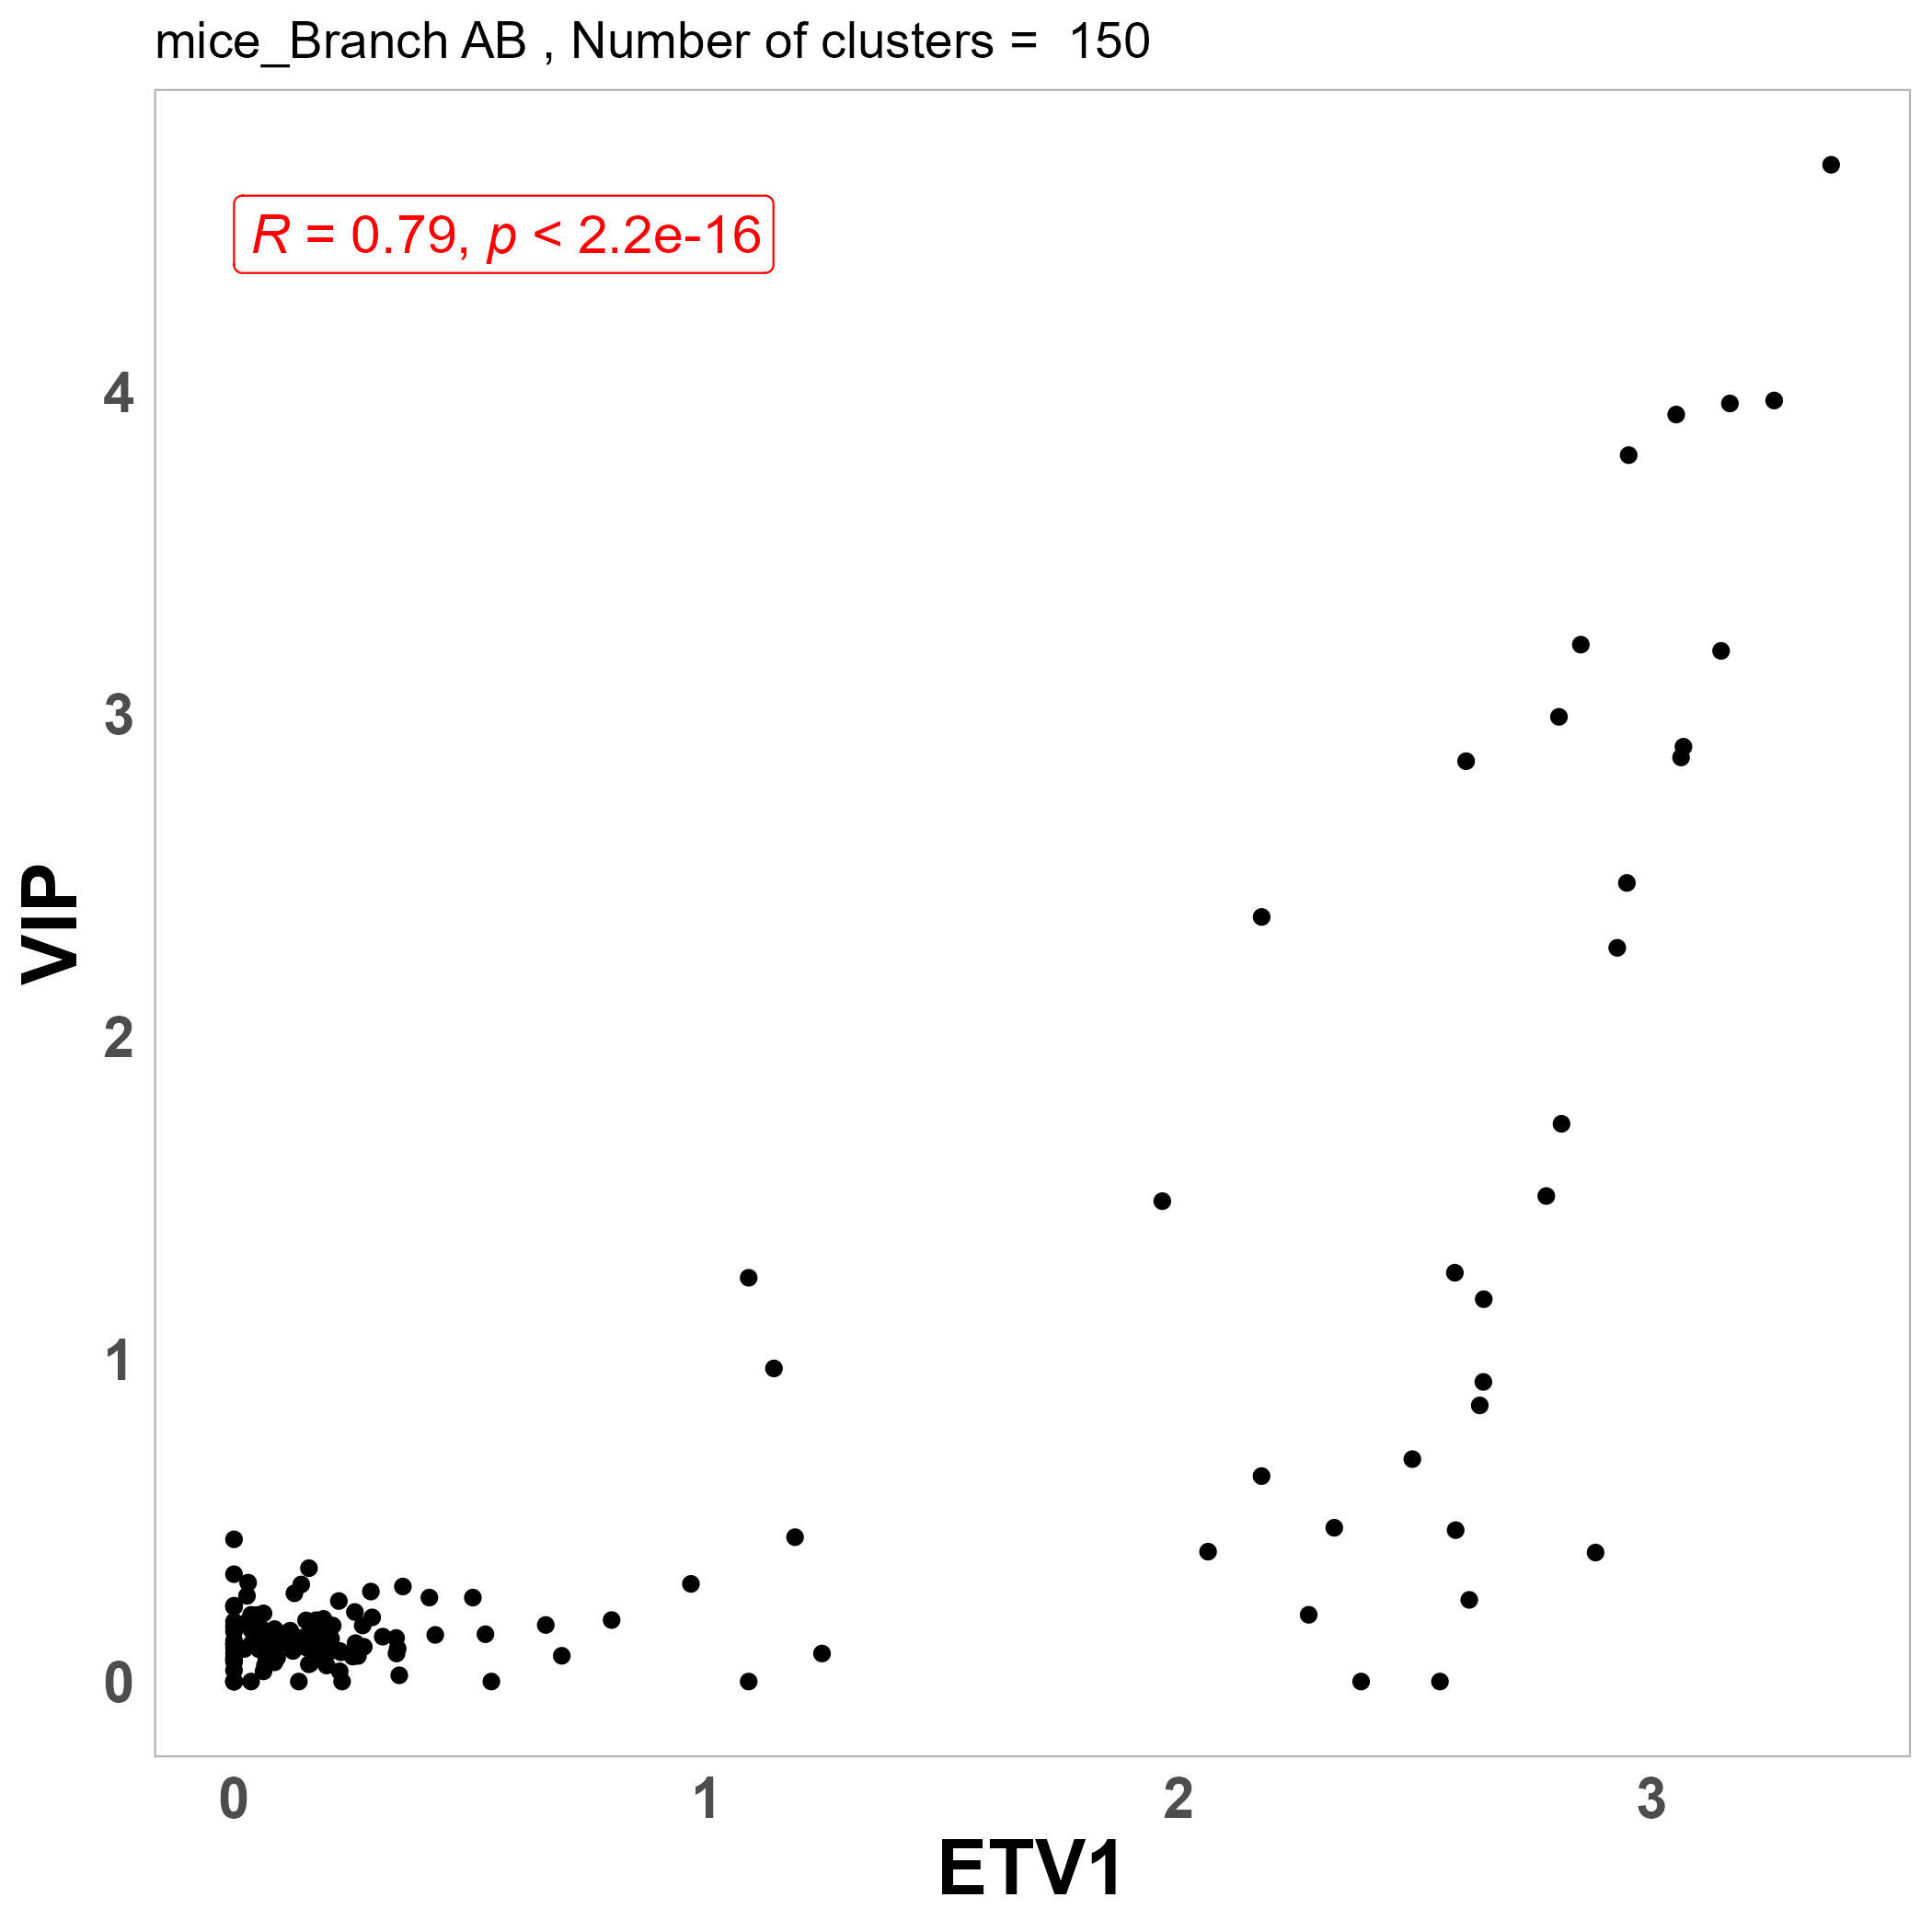 mice_Branch AB , Number of clusters =  150
R = 0.79, p < 2.2e-16
4
3
2
1
0
VIP
0 1 2 3
ETV1